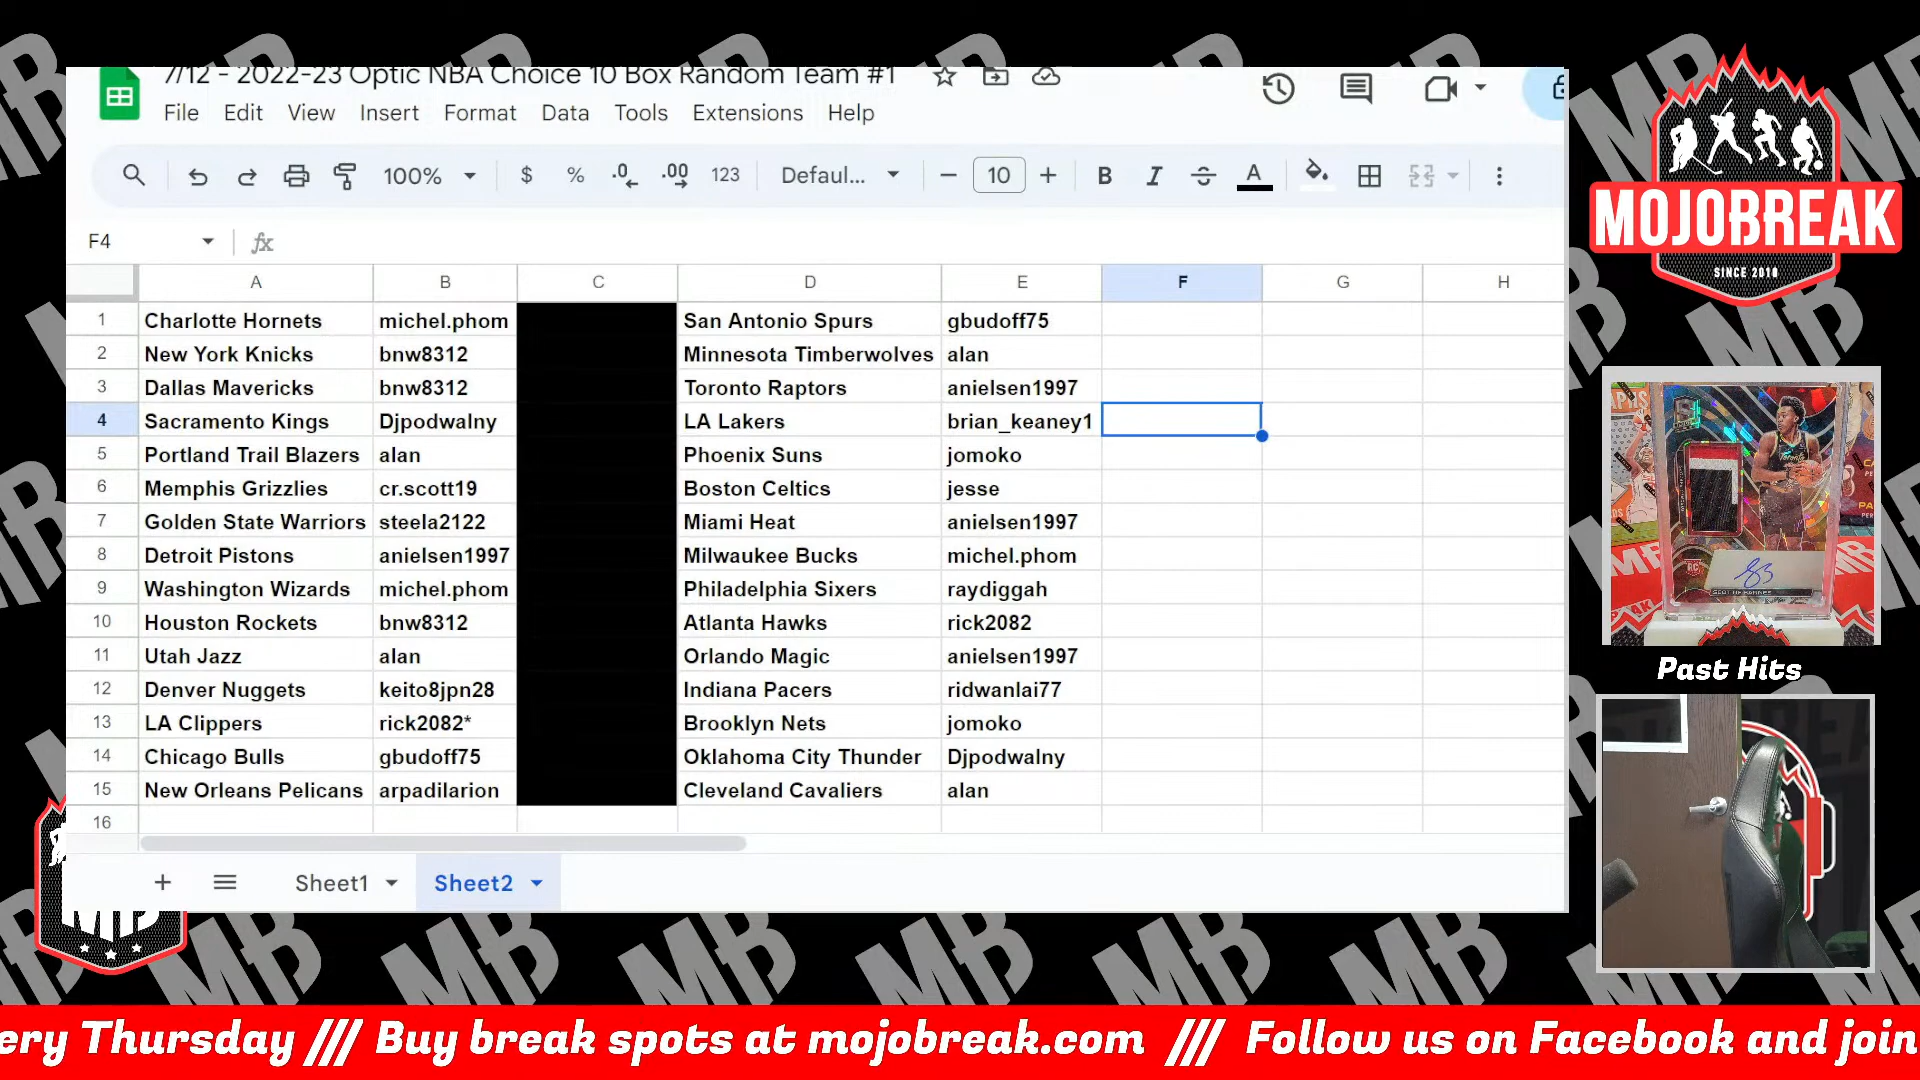 7/12 - 2022-23 Optic NBA Choice 10 Box Random Team #1
File Edit View Insert Format Data Tools Extensions Help
100% $ % .0 .00 123 Defaul... 10 B I A
F4 fx
A B C D E F G H
1 Charlotte Hornets michel.phom San Antonio Spurs gbudoff75
2 New York Knicks bnw8312 Minnesota Timberwolves alan
3 Dallas Mavericks bnw8312 Toronto Raptors anielsen1997
4 Sacramento Kings Djpodwalny LA Lakers brian_keaney1
5 Portland Trail Blazers alan Phoenix Suns jomoko
6 Memphis Grizzlies cr.scott19 Boston Celtics jesse
7 Golden State Warriors steela2122 Miami Heat anielsen1997
8 Detroit Pistons anielsen1997 Milwaukee Bucks michel.phom
9 Washington Wizards michel.phom Philadelphia Sixers raydiggah
10 Houston Rockets bnw8312 Atlanta Hawks rick2082
11 Utah Jazz alan Orlando Magic anielsen1997
12 Denver Nuggets keito8jpn28 Indiana Pacers ridwanlai77
13 LA Clippers rick2082* Brooklyn Nets jomoko
14 Chicago Bulls gbudoff75 Oklahoma City Thunder Djpodwalny
15 New Orleans Pelicans arpadilarion Cleveland Cavaliers alan
16
Sheet1 Sheet2
MOJOBREAK
SINCE 2010
Past Hits
ery Thursday /// Buy break spots at mojobreak.com /// Follow us on Facebook and join